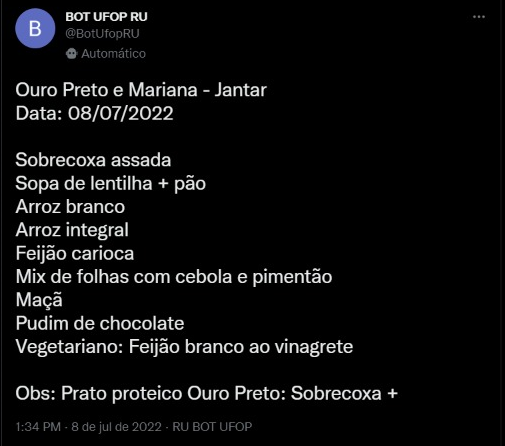 B
BOT UFOP RU
@BotUfopRU
Automático
Ouro Preto e Mariana - Jantar
Data: 08/07/2022
Sobrecoxa assada
Sopa de lentilha + pão
Arroz branco
Arroz integral
Feijão carioca
Mix de folhas com cebola e pimentão
Maçã
Pudim de chocolate
Vegetariano: Feijão branco ao vinagrete
Obs: Prato proteico Ouro Preto: Sobrecoxa +
1:34 PM · 8 de jul de 2022 · RU BOT UFOP